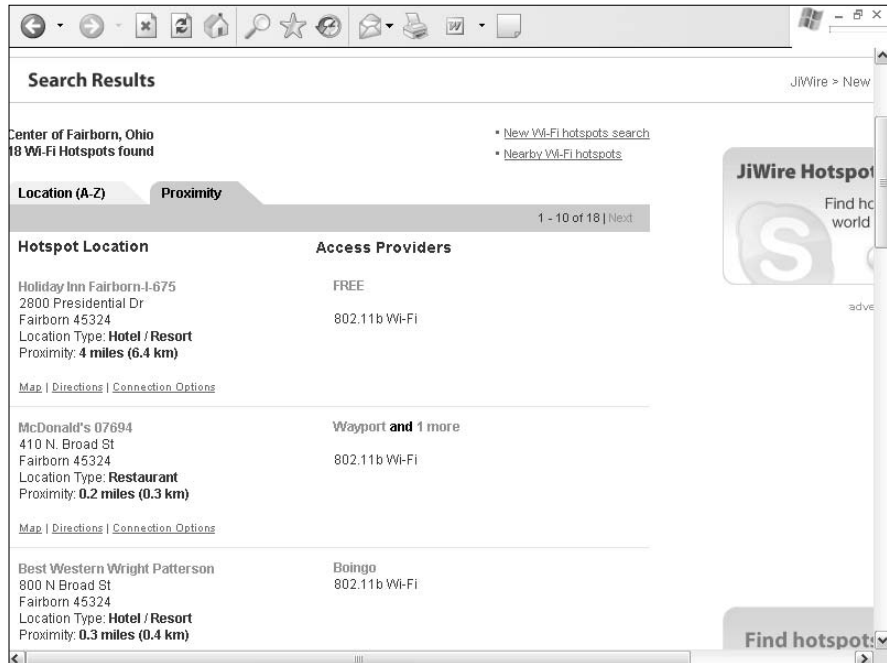 Search Results
JiWire > New
Center of Fairborn, Ohio
18 Wi-Fi Hotspots found
▪ New Wi-Fi hotspots search
▪ Nearby Wi-Fi hotspots
Location (A-Z)
Proximity
1 - 10 of 18 | Next
Hotspot Location
Access Providers
Holiday Inn Fairborn-I-675
FREE
2800 Presidential Dr
Fairborn 45324
802.11b Wi-Fi
Location Type: Hotel / Resort
Proximity: 4 miles (6.4 km)
Map | Directions | Connection Options
McDonald's 07694
Wayport and 1 more
410 N. Broad St
Fairborn 45324
802.11b Wi-Fi
Location Type: Restaurant
Proximity: 0.2 miles (0.3 km)
Map | Directions | Connection Options
Best Western Wright Patterson
Boingo
800 N Broad St
802.11b Wi-Fi
Fairborn 45324
Location Type: Hotel / Resort
Proximity: 0.3 miles (0.4 km)
JiWire Hotspot
Find ho
world
S
adve
Find hotspots
W